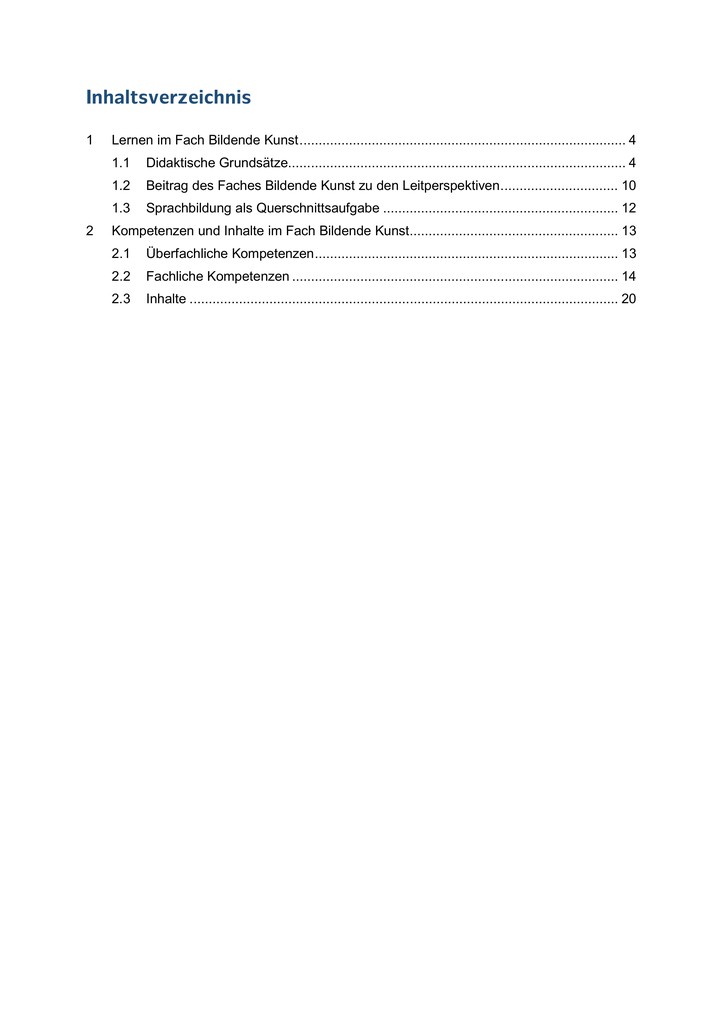 Inhaltsverzeichnis
1 Lernen im Fach Bildende Kunst ... 4
1.1 Didaktische Grundsätze ... 4
1.2 Beitrag des Faches Bildende Kunst zu den Leitperspektiven ... 10
1.3 Sprachbildung als Querschnittsaufgabe ... 12
2 Kompetenzen und Inhalte im Fach Bildende Kunst ... 13
2.1 Überfachliche Kompetenzen ... 13
2.2 Fachliche Kompetenzen ... 14
2.3 Inhalte ... 20